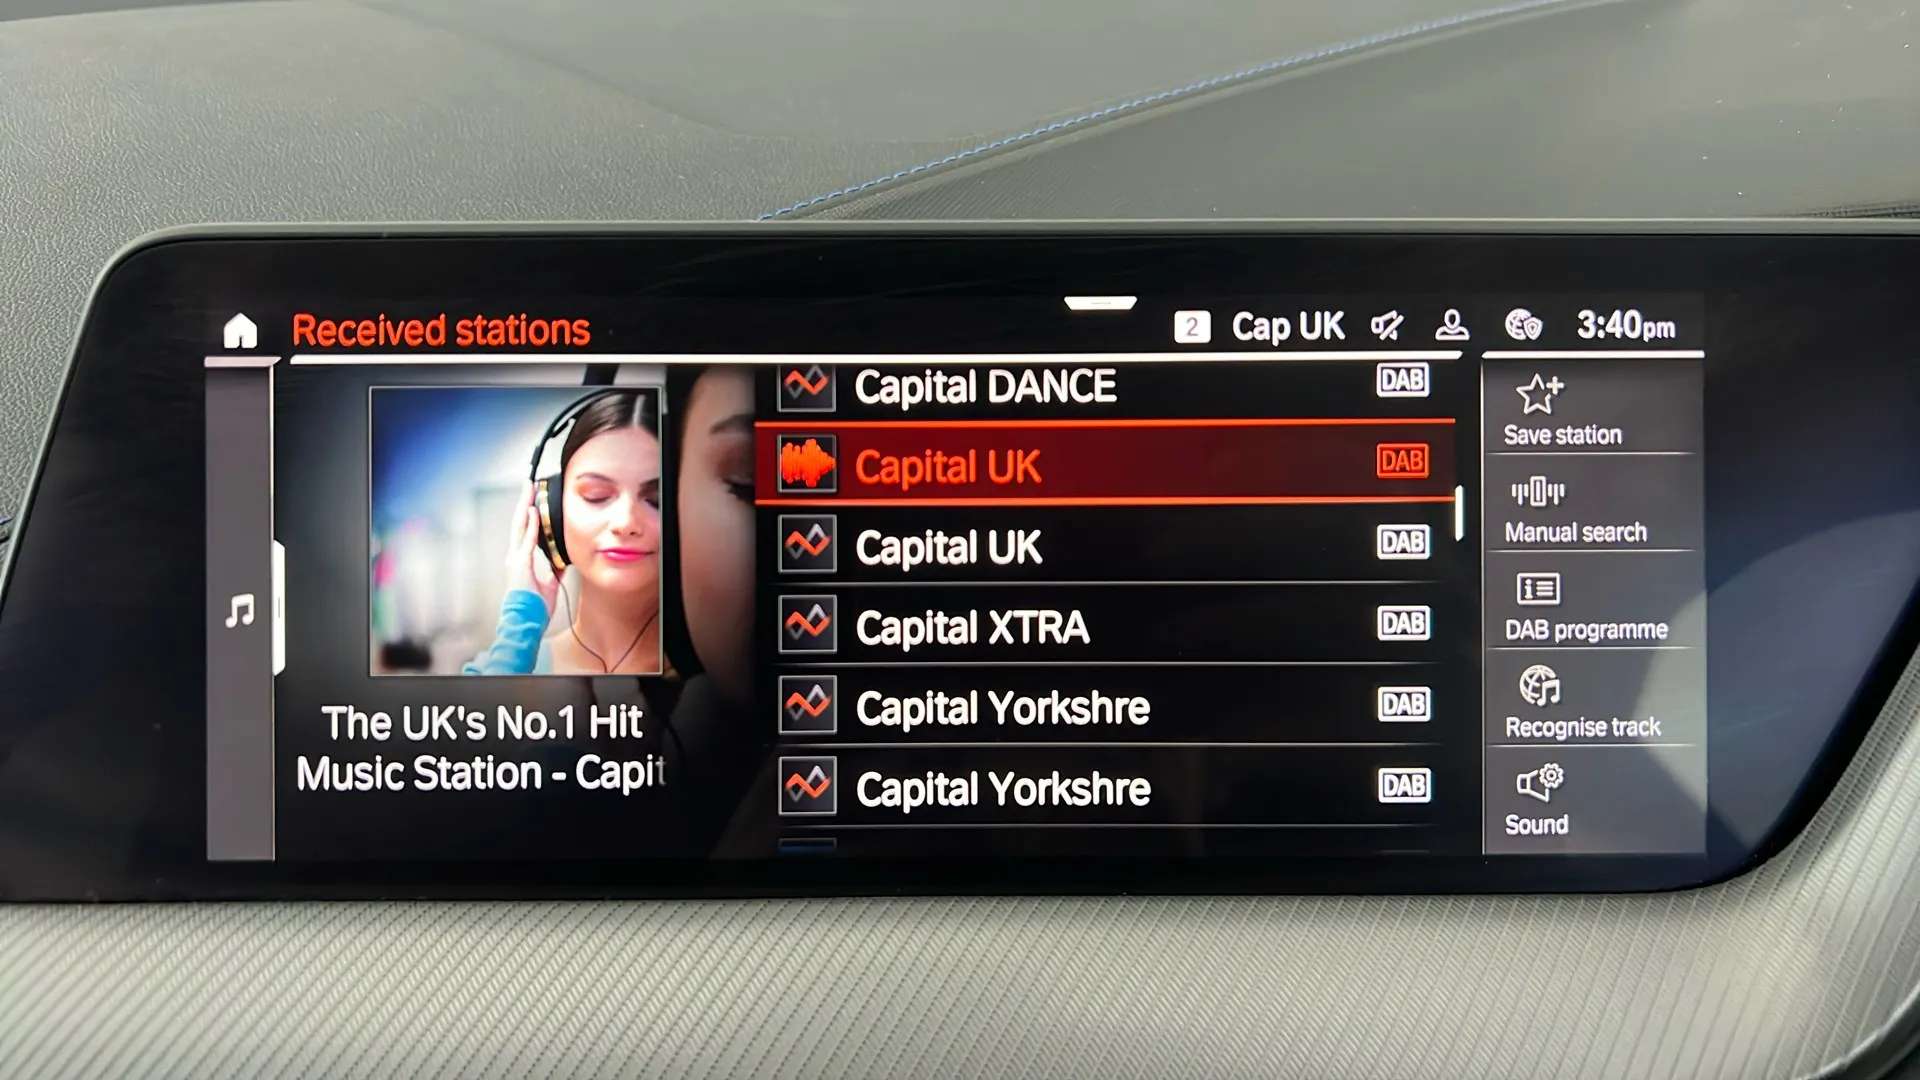 Received stations
2 Cap UK 3:40pm
Capital DANCE DAB
Capital UK DAB
Capital UK DAB
Capital XTRA DAB
Capital Yorkshre DAB
Capital Yorkshre DAB
The UK's No.1 Hit
Music Station - Capit
Save station
Manual search
DAB programme
Recognise track
Sound